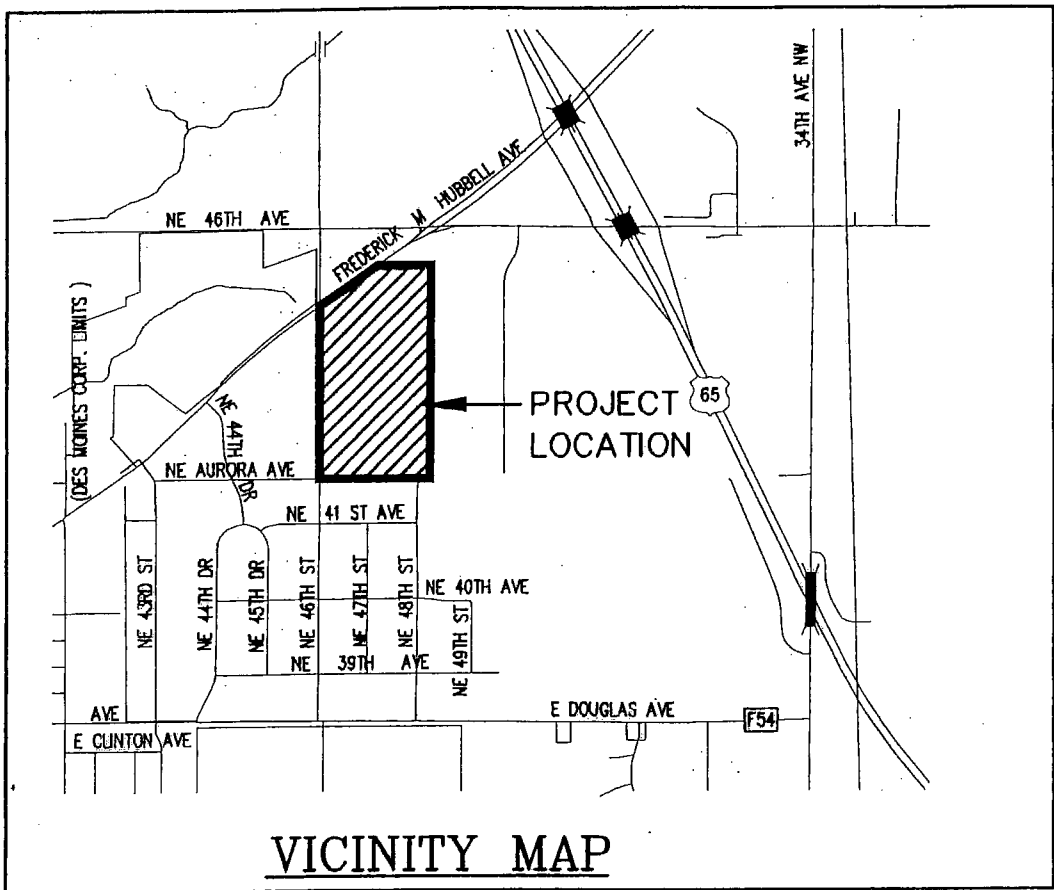 34TH AVE NW
FREDERICK M HUBBELL AVE
NE 46TH AVE
(DES MOINES CORP. LIMITS)
65
PROJECT
LOCATION
NE 44TH DR
NE AURORA AVE
NE 41 ST AVE
NE 43RD ST
NE 44TH DR
NE 45TH DR
NE 46TH ST
NE 47TH ST
NE 48TH ST
NE 40TH AVE
NE 49TH ST
NE 39TH AVE
AVE
E DOUGLAS AVE
F54
E CLINTON AVE
VICINITY MAP